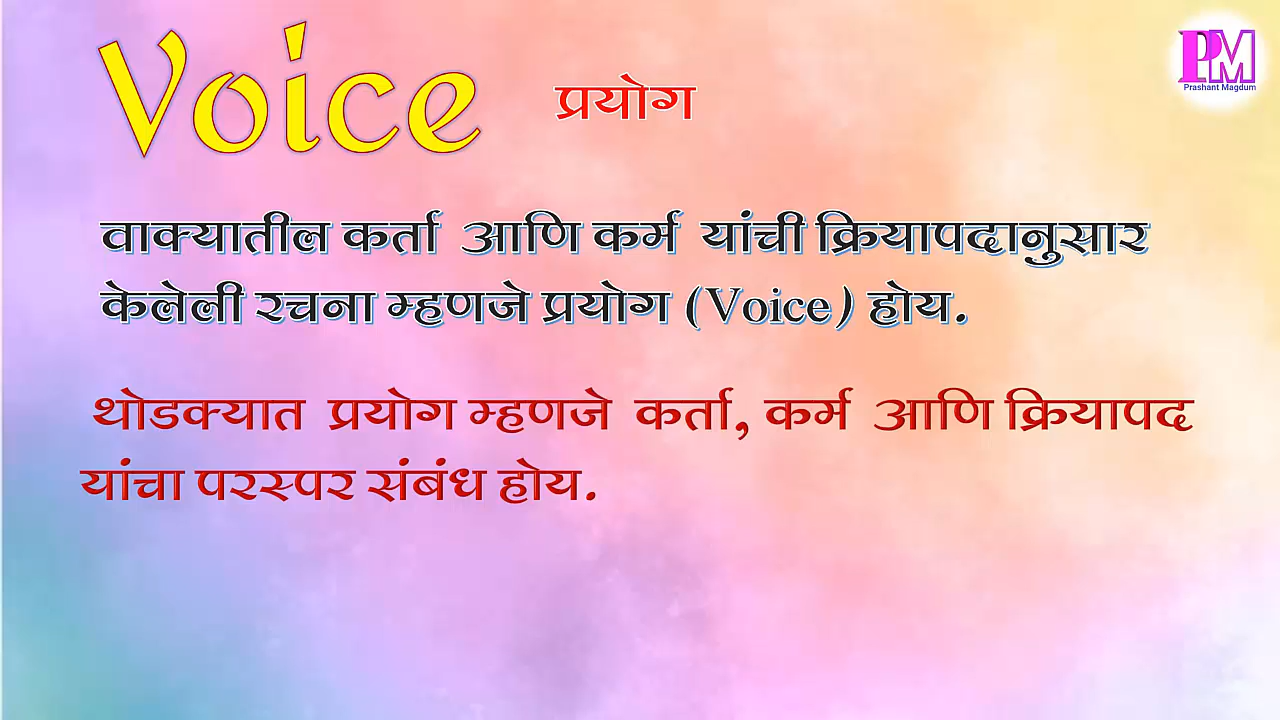 Voice प्रयोग
PM
Prashant Magdum
वाक्यातील कर्ता आणि कर्म यांची क्रियापदानुसार
केलेली रचना म्हणजे प्रयोग (Voice) होय.
थोडक्यात प्रयोग म्हणजे कर्ता, कर्म आणि क्रियापद
यांचा परस्पर संबंध होय.